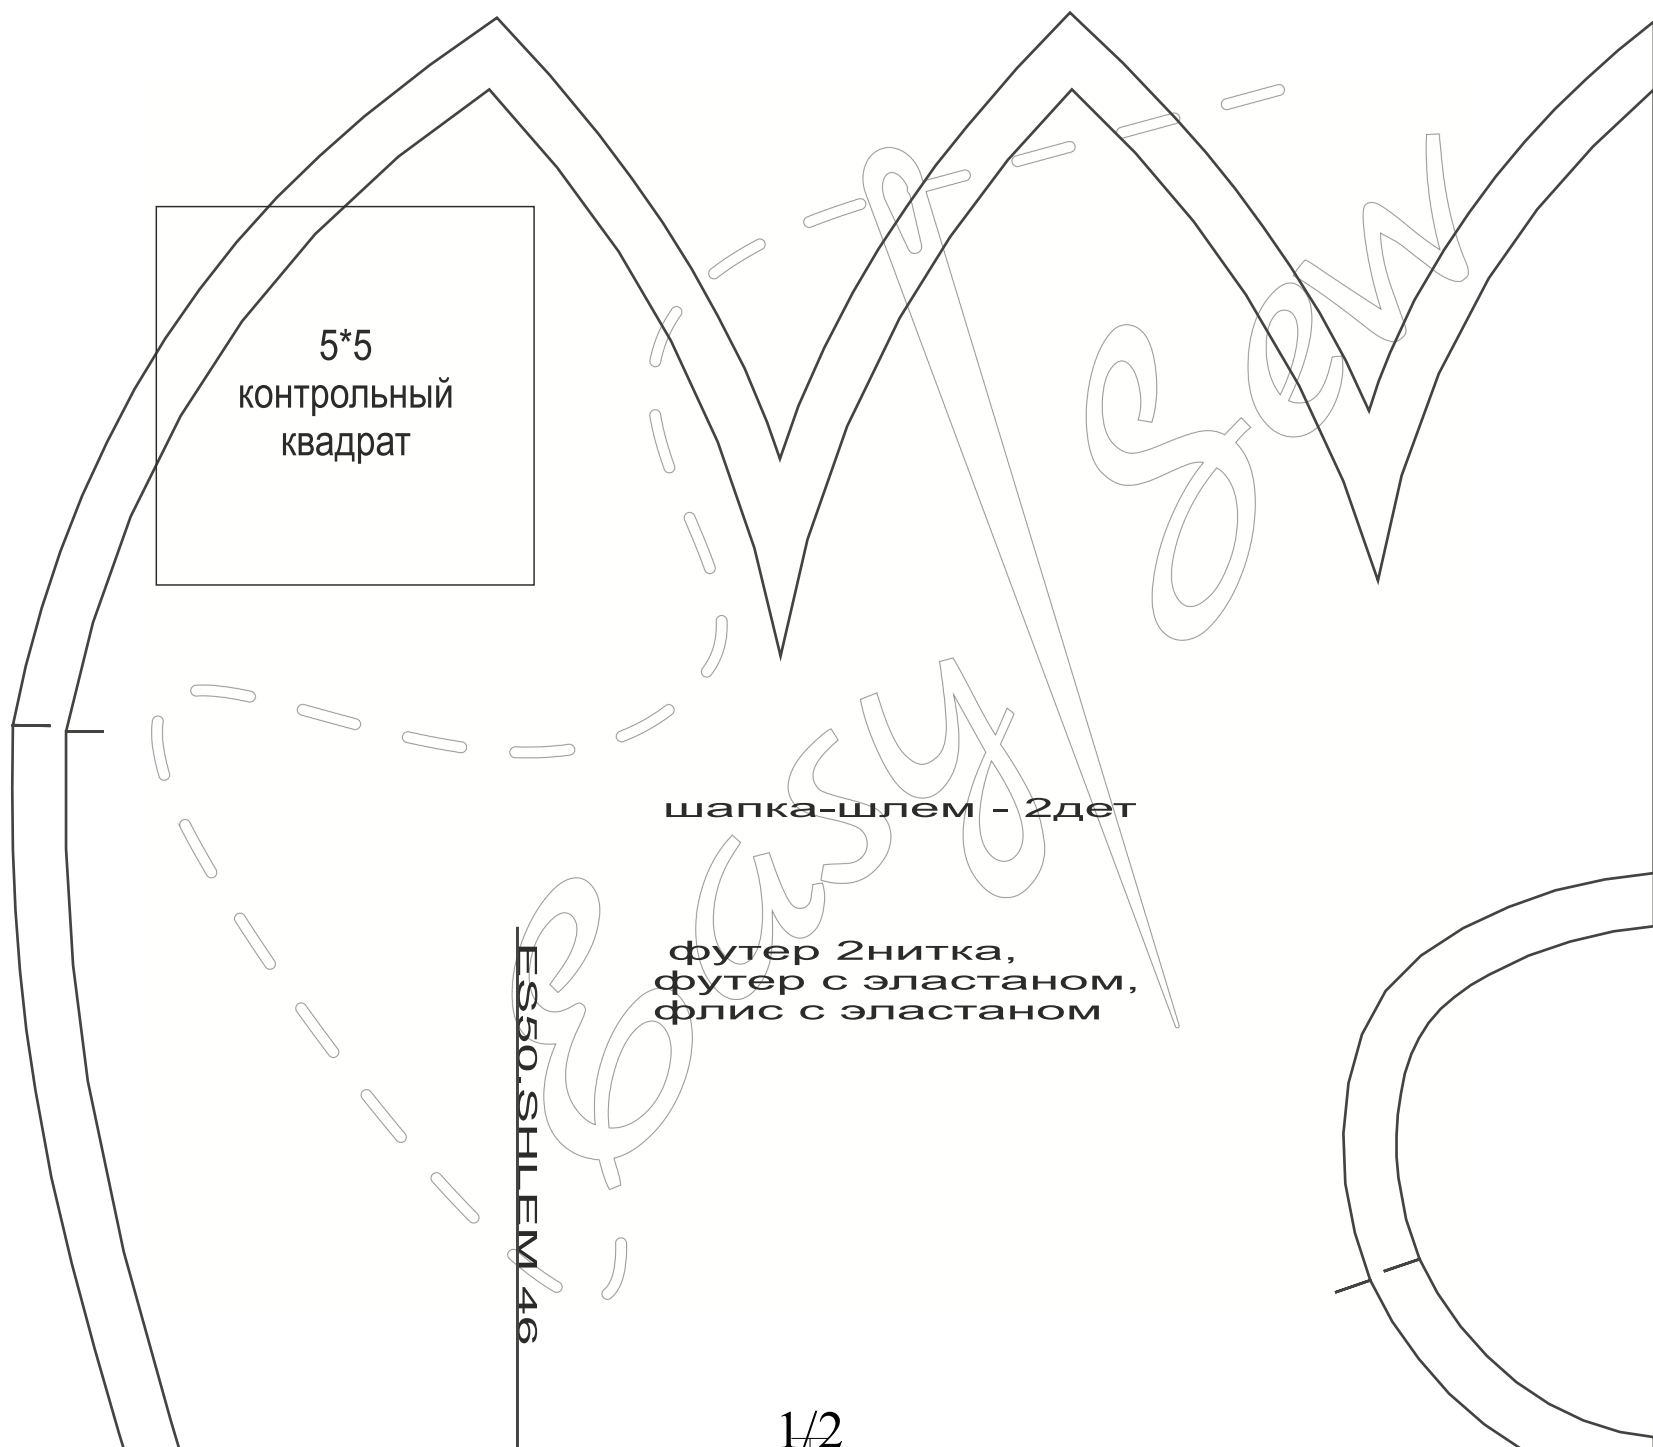 5*5
контрольный
квадрат
шапка-шлем - 2дет
футер 2нитка,
футер с эластаном,
флис с эластаном
ES50.SHLEM 46
Easy Sew
1/2